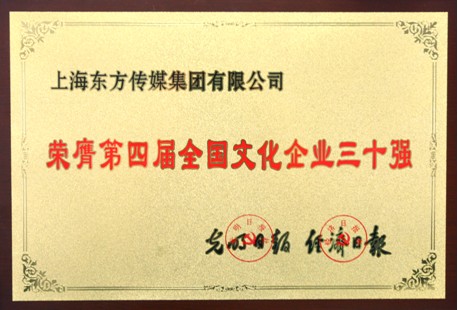 上海东方传媒集团有限公司
荣膺第四届全国文化企业三十强
光明日报 经济日報